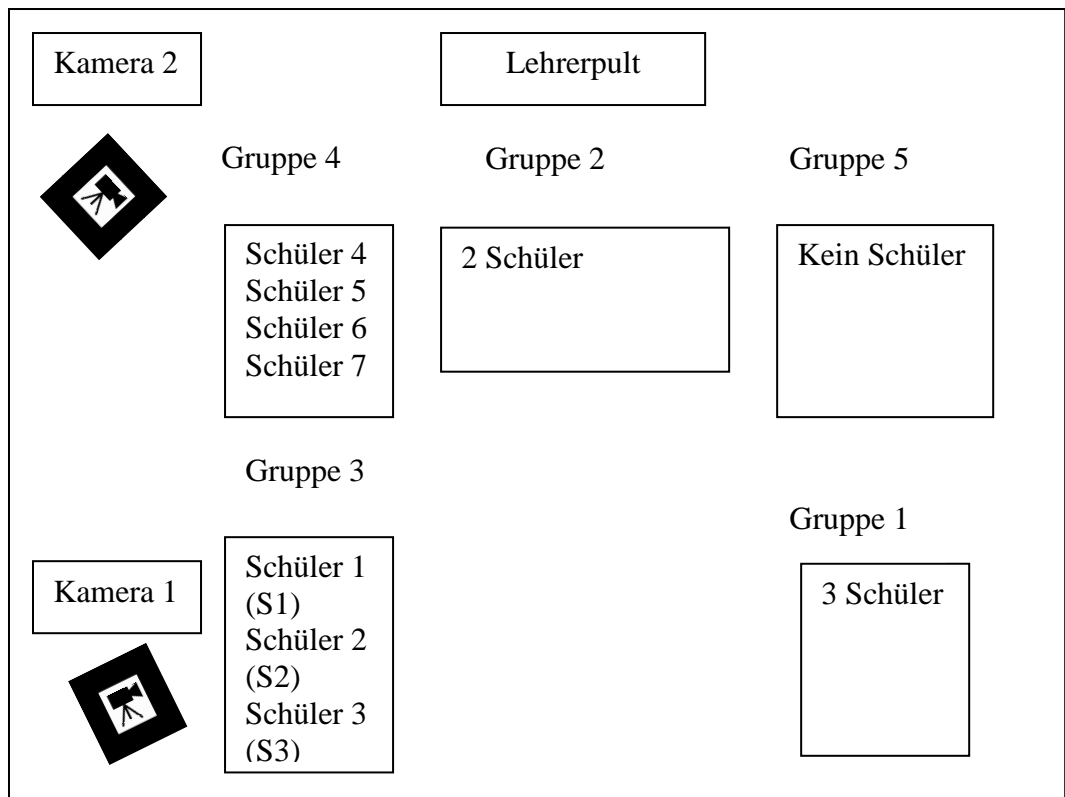 Kamera 2
Lehrerpult
Gruppe 4
Gruppe 2
Gruppe 5
Schüler 4
Schüler 5
Schüler 6
Schüler 7
2 Schüler
Kein Schüler
Gruppe 3
Gruppe 1
Kamera 1
Schüler 1
(S1)
Schüler 2
(S2)
Schüler 3
(S3)
3 Schüler